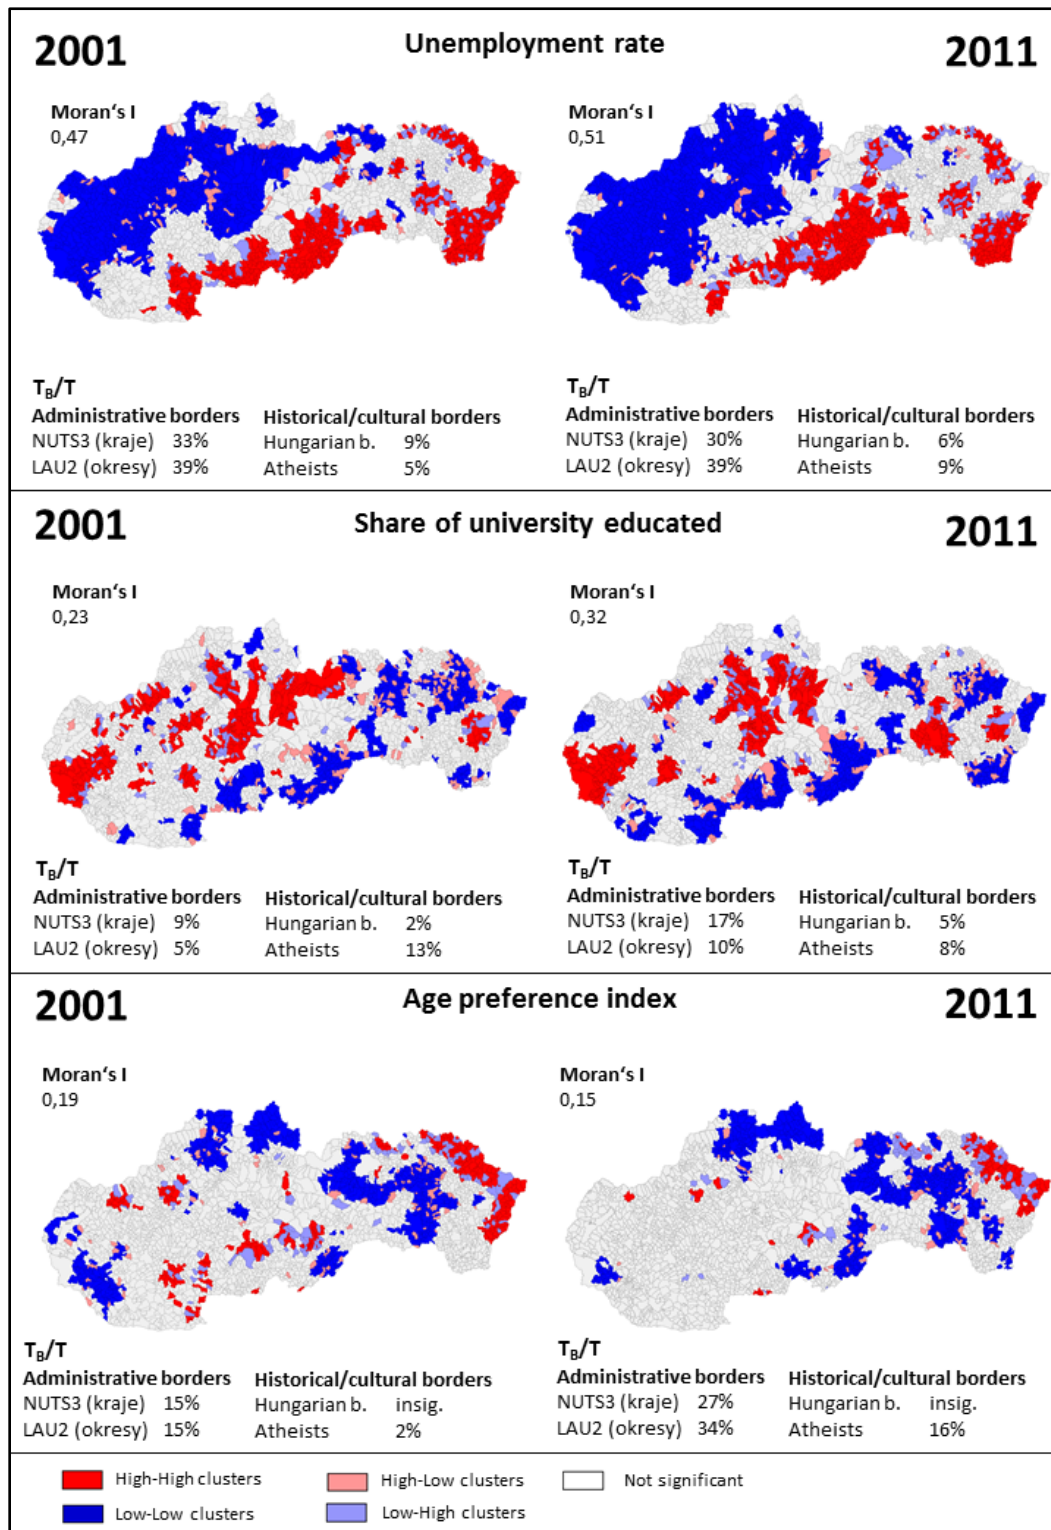 2001
Unemployment rate
2011
Moran's I
0,47
Moran's I
0,51
TB/T
Administrative borders Historical/cultural borders
NUTS3 (kraje) 33% Hungarian b. 9%
LAU2 (okresy) 39% Atheists 5%
TB/T
Administrative borders Historical/cultural borders
NUTS3 (kraje) 30% Hungarian b. 6%
LAU2 (okresy) 39% Atheists 9%
2001
Share of university educated
2011
Moran's I
0,23
Moran's I
0,32
TB/T
Administrative borders Historical/cultural borders
NUTS3 (kraje) 9% Hungarian b. 2%
LAU2 (okresy) 5% Atheists 13%
TB/T
Administrative borders Historical/cultural borders
NUTS3 (kraje) 17% Hungarian b. 5%
LAU2 (okresy) 10% Atheists 8%
2001
Age preference index
2011
Moran's I
0,19
Moran's I
0,15
TB/T
Administrative borders Historical/cultural borders
NUTS3 (kraje) 15% Hungarian b. insig.
LAU2 (okresy) 15% Atheists 2%
TB/T
Administrative borders Historical/cultural borders
NUTS3 (kraje) 27% Hungarian b. insig.
LAU2 (okresy) 34% Atheists 16%
High-High clusters High-Low clusters Not significant
Low-Low clusters Low-High clusters